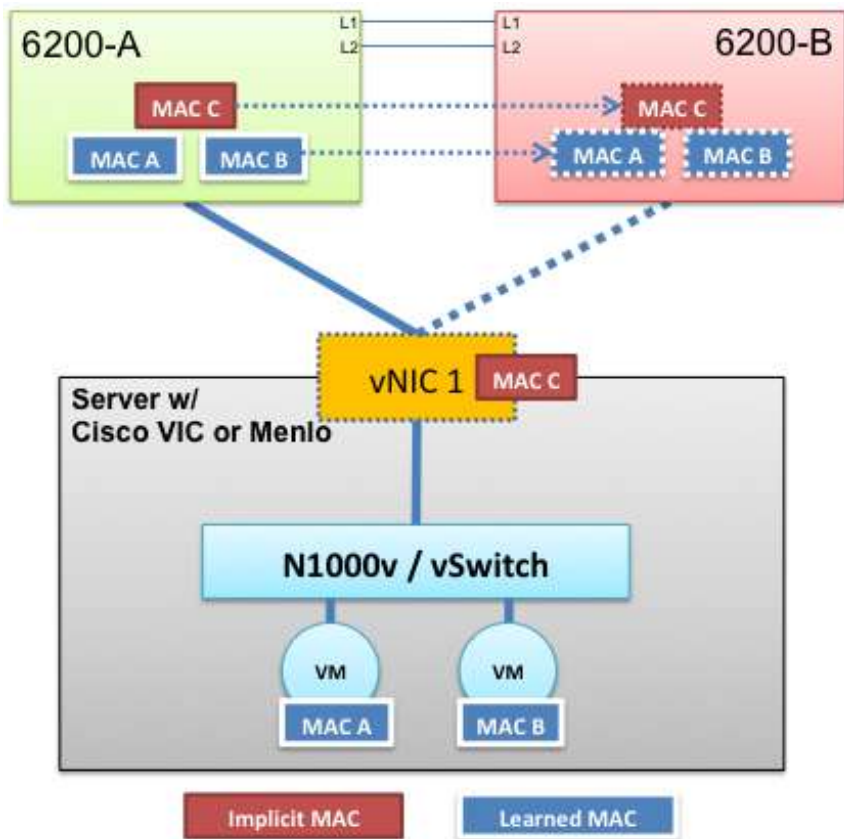 L1
L1
L2
L2
6200-A
6200-B
MAC C
MAC C
MAC A
MAC B
MAC A
MAC B
vNIC 1
MAC C
Server w/
Cisco VIC or Menlo
N1000v / vSwitch
VM
VM
MAC A
MAC B
Implicit MAC
Learned MAC